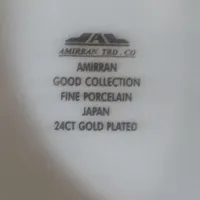 AMIRRAN TRD . CO
AMIRRAN
GOOD COLLECTION
FINE PORCELAIN
JAPAN
24CT GOLD PLATED